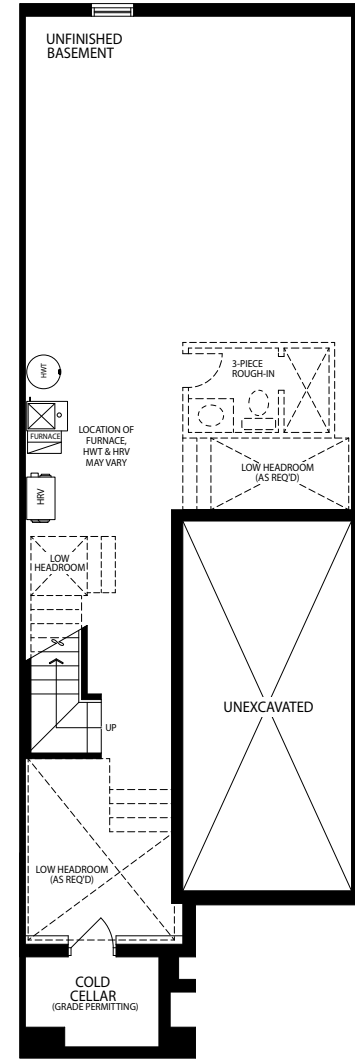 UNFINISHED
BASEMENT
3-PIECE
ROUGH-IN
HWT
LOCATION OF
FURNACE,
HWT & HRV
MAY VARY
FURNACE
LOW HEADROOM
(AS REQ'D)
HRV
LOW
HEADROOM
UNEXCAVATED
UP
LOW HEADROOM
(AS REQ'D)
COLD
CELLAR
(GRADE PERMITTING)